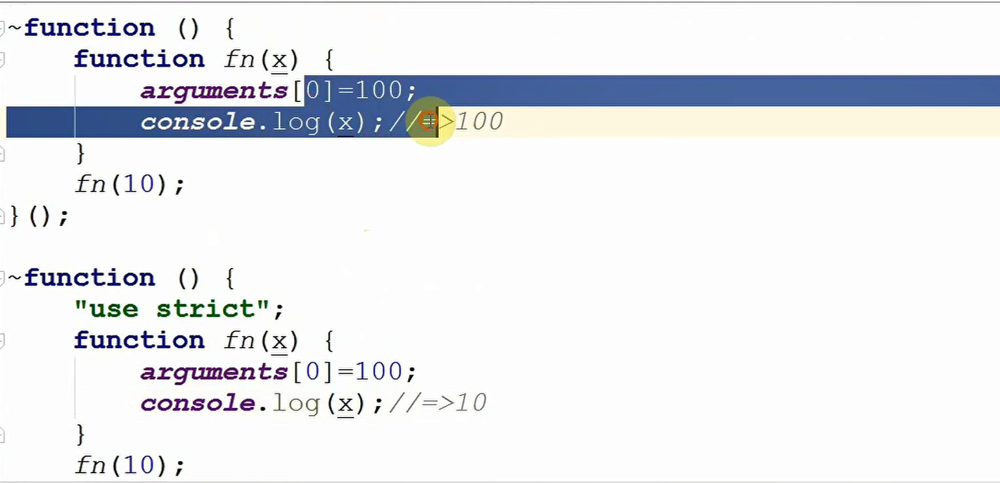 ~function () {
    function fn(x) {
        arguments[0]=100;
        console.log(x);//=>100
    }
    fn(10);
}();

~function () {
    "use strict";
    function fn(x) {
        arguments[0]=100;
        console.log(x);//=>10
    }
    fn(10);